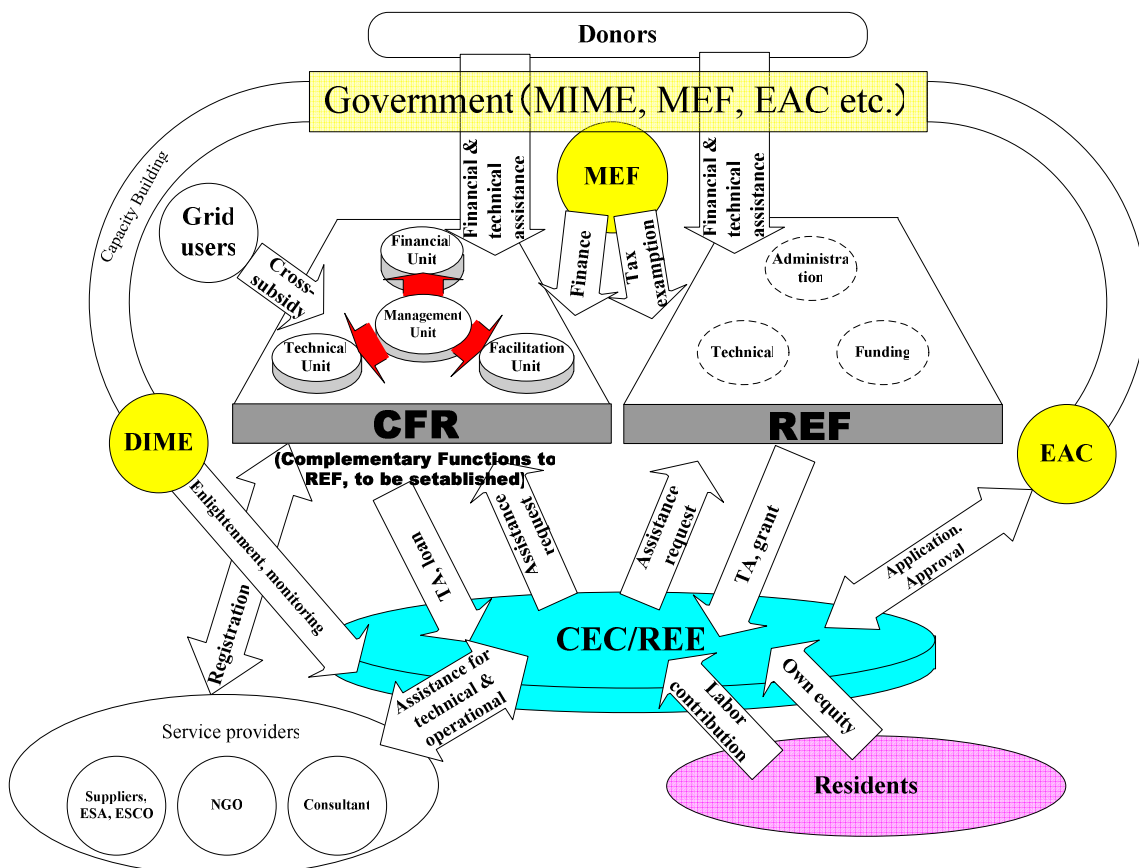 Donors
Government(MIME, MEF, EAC etc.)
Capacity Building
Grid
users
Cross-
subsidy
Financial &
technical
assistance
MEF
Finance
Tax
examption
Financial &
technical
assistance
Financial
Unit
Management
Unit
Technical
Unit
Facilitation
Unit
Administra
tion
Technical
Funding
CFR
(Complementary Functions to
REF, to be setablished)
REF
DIME
EAC
Enlightenment, monitoring
Registration
TA, loan
Assistance
request
Assistance
request
TA, grant
Application.
Approval
CEC/REE
Assistance for
technical &
operational
Labor
contribution
Own equity
Service providers
Suppliers,
ESA, ESCO
NGO
Consultant
Residents